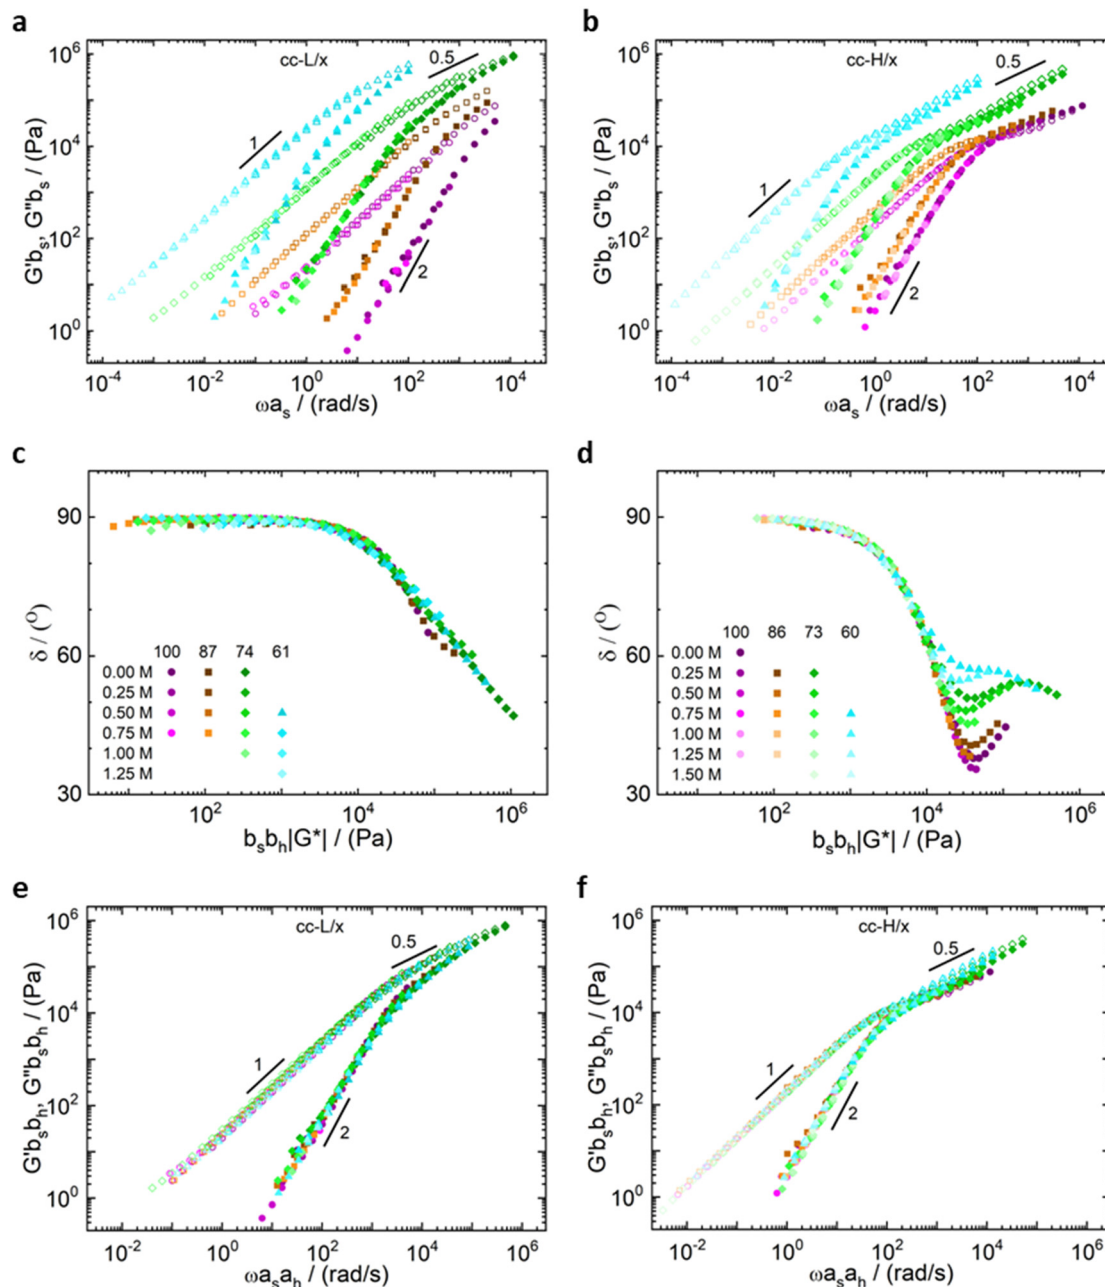 a
cc-L/x
G'b_s, G"b_s / (Pa)
10^6
10^4
10^2
10^0
1
0.5
2
10^-4 10^-2 10^0 10^2 10^4
ωa_s / (rad/s)
b
cc-H/x
G'b_s, G"b_s / (Pa)
10^6
10^4
10^2
10^0
1
0.5
2
10^-4 10^-2 10^0 10^2 10^4
ωa_s / (rad/s)
c
δ / (°)
90
60
30
100 87 74 61
0.00 M
0.25 M
0.50 M
0.75 M
1.00 M
1.25 M
10^2 10^4 10^6
b_sb_h|G*| / (Pa)
d
δ / (°)
90
60
30
100 86 73 60
0.00 M
0.25 M
0.50 M
0.75 M
1.00 M
1.25 M
1.50 M
10^2 10^4 10^6
b_sb_h|G*| / (Pa)
e
cc-L/x
G'b_sb_h, G"b_sb_h / (Pa)
10^6
10^4
10^2
10^0
1
0.5
2
10^-2 10^0 10^2 10^4 10^6
ωa_sa_h / (rad/s)
f
cc-H/x
G'b_sb_h, G"b_sb_h / (Pa)
10^6
10^4
10^2
10^0
1
0.5
2
10^-2 10^0 10^2 10^4 10^6
ωa_sa_h / (rad/s)